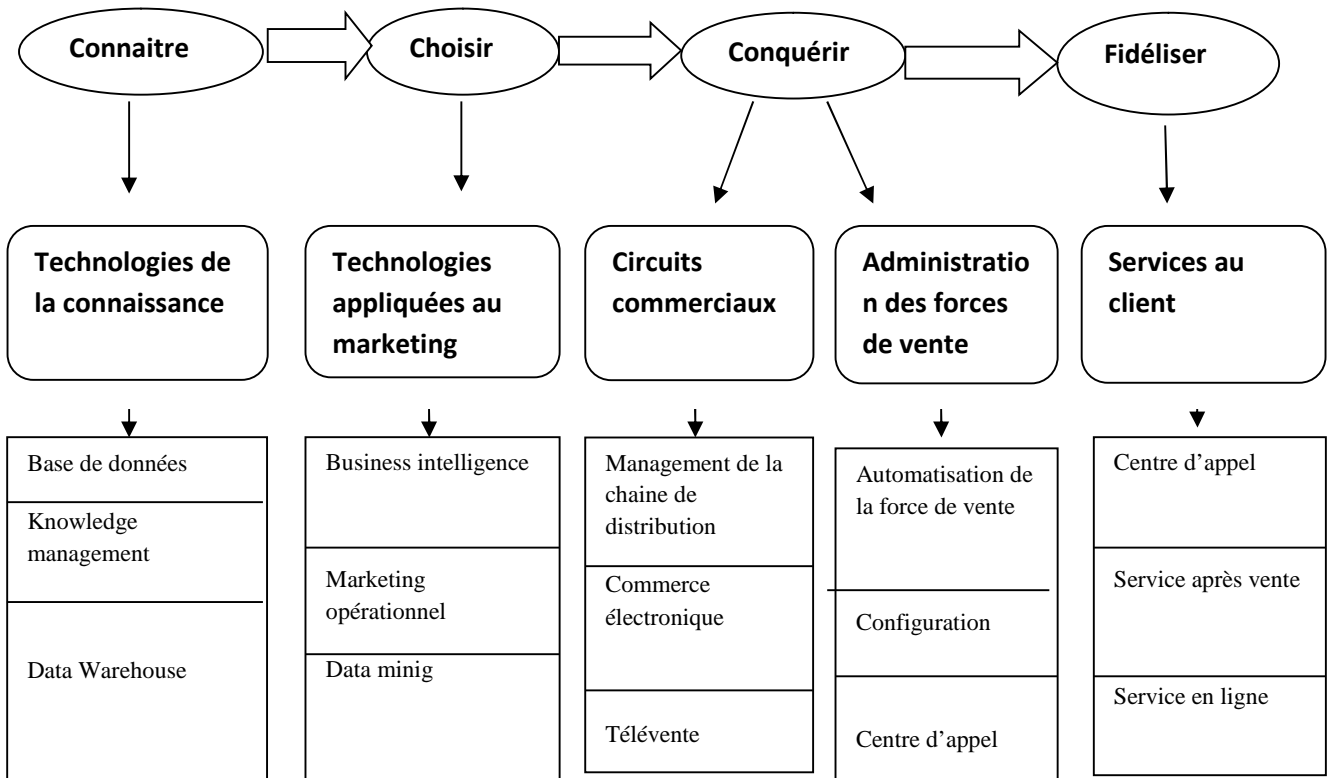 Connaitre
Choisir
Conquérir
Fidéliser
Technologies de
la connaissance
Technologies
appliquées au
marketing
Circuits
commerciaux
Administratio
n des forces
de vente
Services au
client
Base de données
Knowledge
management
Data Warehouse
Business intelligence
Marketing
opérationnel
Data minig
Management de la
chaine de
distribution
Commerce
électronique
Télévente
Automatisation de
la force de vente
Configuration
Centre d’appel
Centre d’appel
Service après vente
Service en ligne